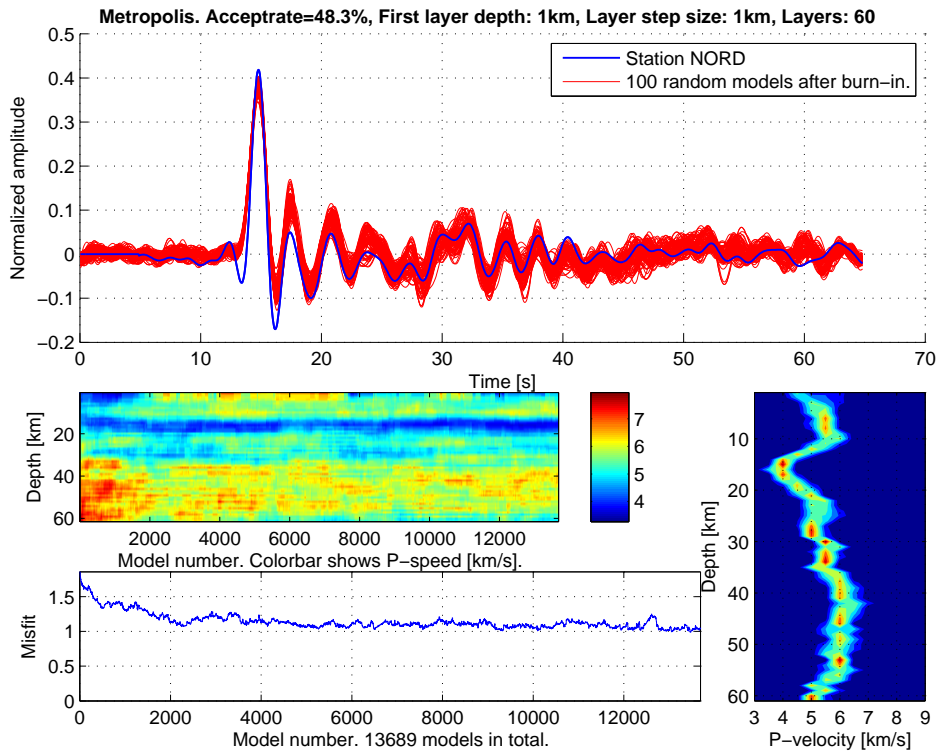 Metropolis. Acceptrate=48.3%, First layer depth: 1km, Layer step size: 1km, Layers: 60
Normalized amplitude
0.5
0.4
0.3
0.2
0.1
0
−0.1
−0.2
Station NORD
100 random models after burn−in.
0 10 20 30 40 50 60 70
Time [s]
Depth [km]
20
40
60
2000 4000 6000 8000 10000 12000
Model number. Colorbar shows P−speed [km/s].
7
6
5
4
Misfit
1.5
1
0.5
0
0 2000 4000 6000 8000 10000 12000
Model number. 13689 models in total.
Depth [km]
10
20
30
40
50
60
3 4 5 6 7 8 9
P−velocity [km/s]